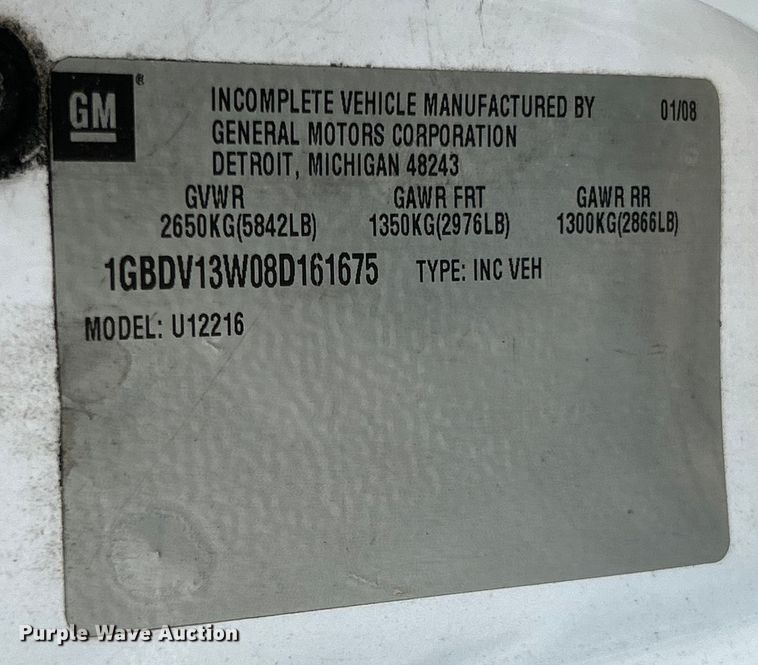 GM®
INCOMPLETE VEHICLE MANUFACTURED BY 01/08
GENERAL MOTORS CORPORATION
DETROIT, MICHIGAN 48243
GVWR GAWR FRT GAWR RR
2650KG(5842LB) 1350KG(2976LB) 1300KG(2866LB)
1GBDV13W08D161675 TYPE: INC VEH
MODEL: U12216
Purple Wave Auction